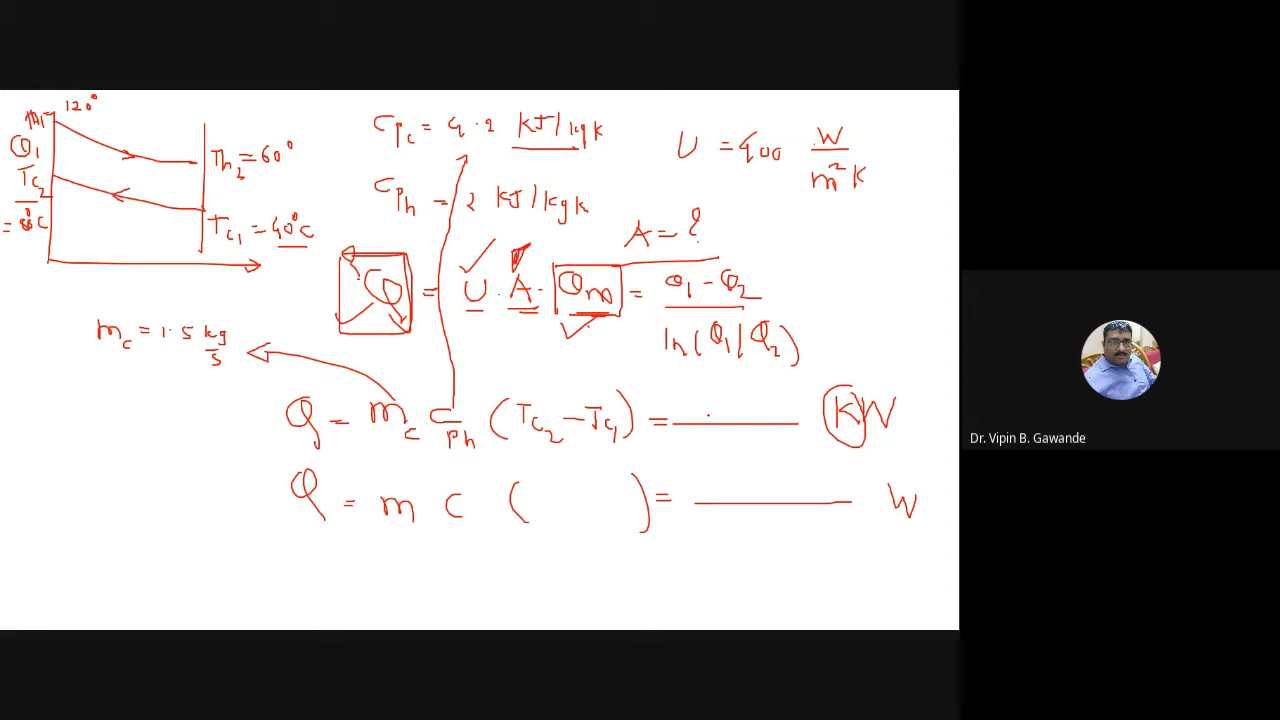 Th1 = 120°
θ1
Th2 = 60°
Tc2
= 80°C
Tc1 = 40°C
CPc = 4.2 kJ/kgK
CPh = 2 kJ/kgK
U = 400 W/m²K
A = ?
Q = U . A . θm = θ1 - θ2 / ln(θ1/θ2)
mc = 1.5 kg/s
Q = mc CPh (Tc2 - Tc1) = ______ KW
Q = m C ( ) = ______ W
Dr. Vipin B. Gawande